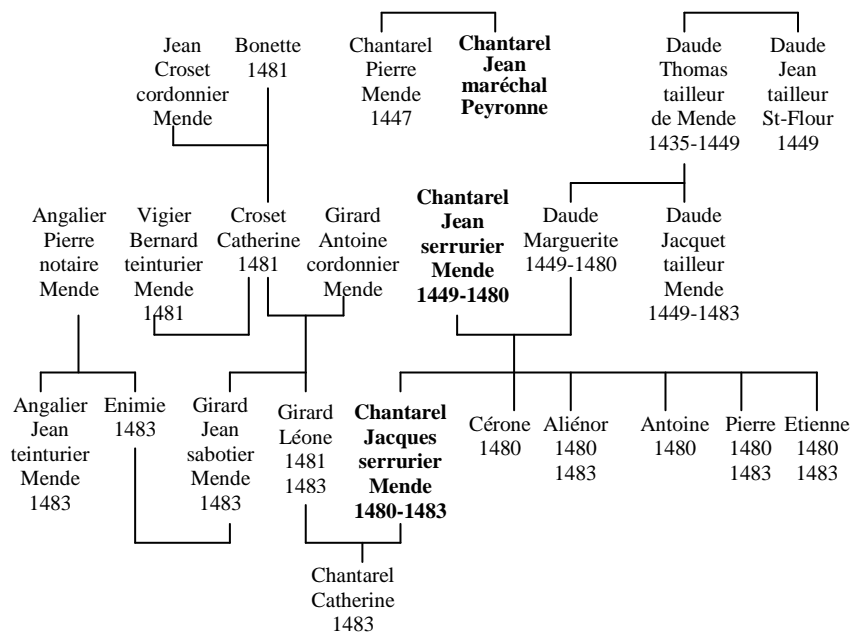 Jean
Croset
cordonnier
Mende
Bonette
1481
Chantarel
Pierre
Mende
1447
Chantarel
Jean
maréchal
Peyronne
Daude
Thomas
tailleur
de Mende
1435-1449
Daude
Jean
tailleur
St-Flour
1449
Angalier
Pierre
notaire
Mende
Vigier
Bernard
teinturier
Mende
1481
Croset
Catherine
1481
Girard
Antoine
cordonnier
Mende
Chantarel
Jean
serrurier
Mende
1449-1480
Daude
Marguerite
1449-1480
Daude
Jacquet
tailleur
Mende
1449-1483
Angalier
Jean
teinturier
Mende
1483
Enimie
1483
Girard
Jean
sabotier
Mende
1483
Girard
Léone
1481
1483
Chantarel
Jacques
serrurier
Mende
1480-1483
Cérone
1480
Aliénor
1480
1483
Antoine
1480
Pierre
1480
1483
Etienne
1480
1483
Chantarel
Catherine
1483